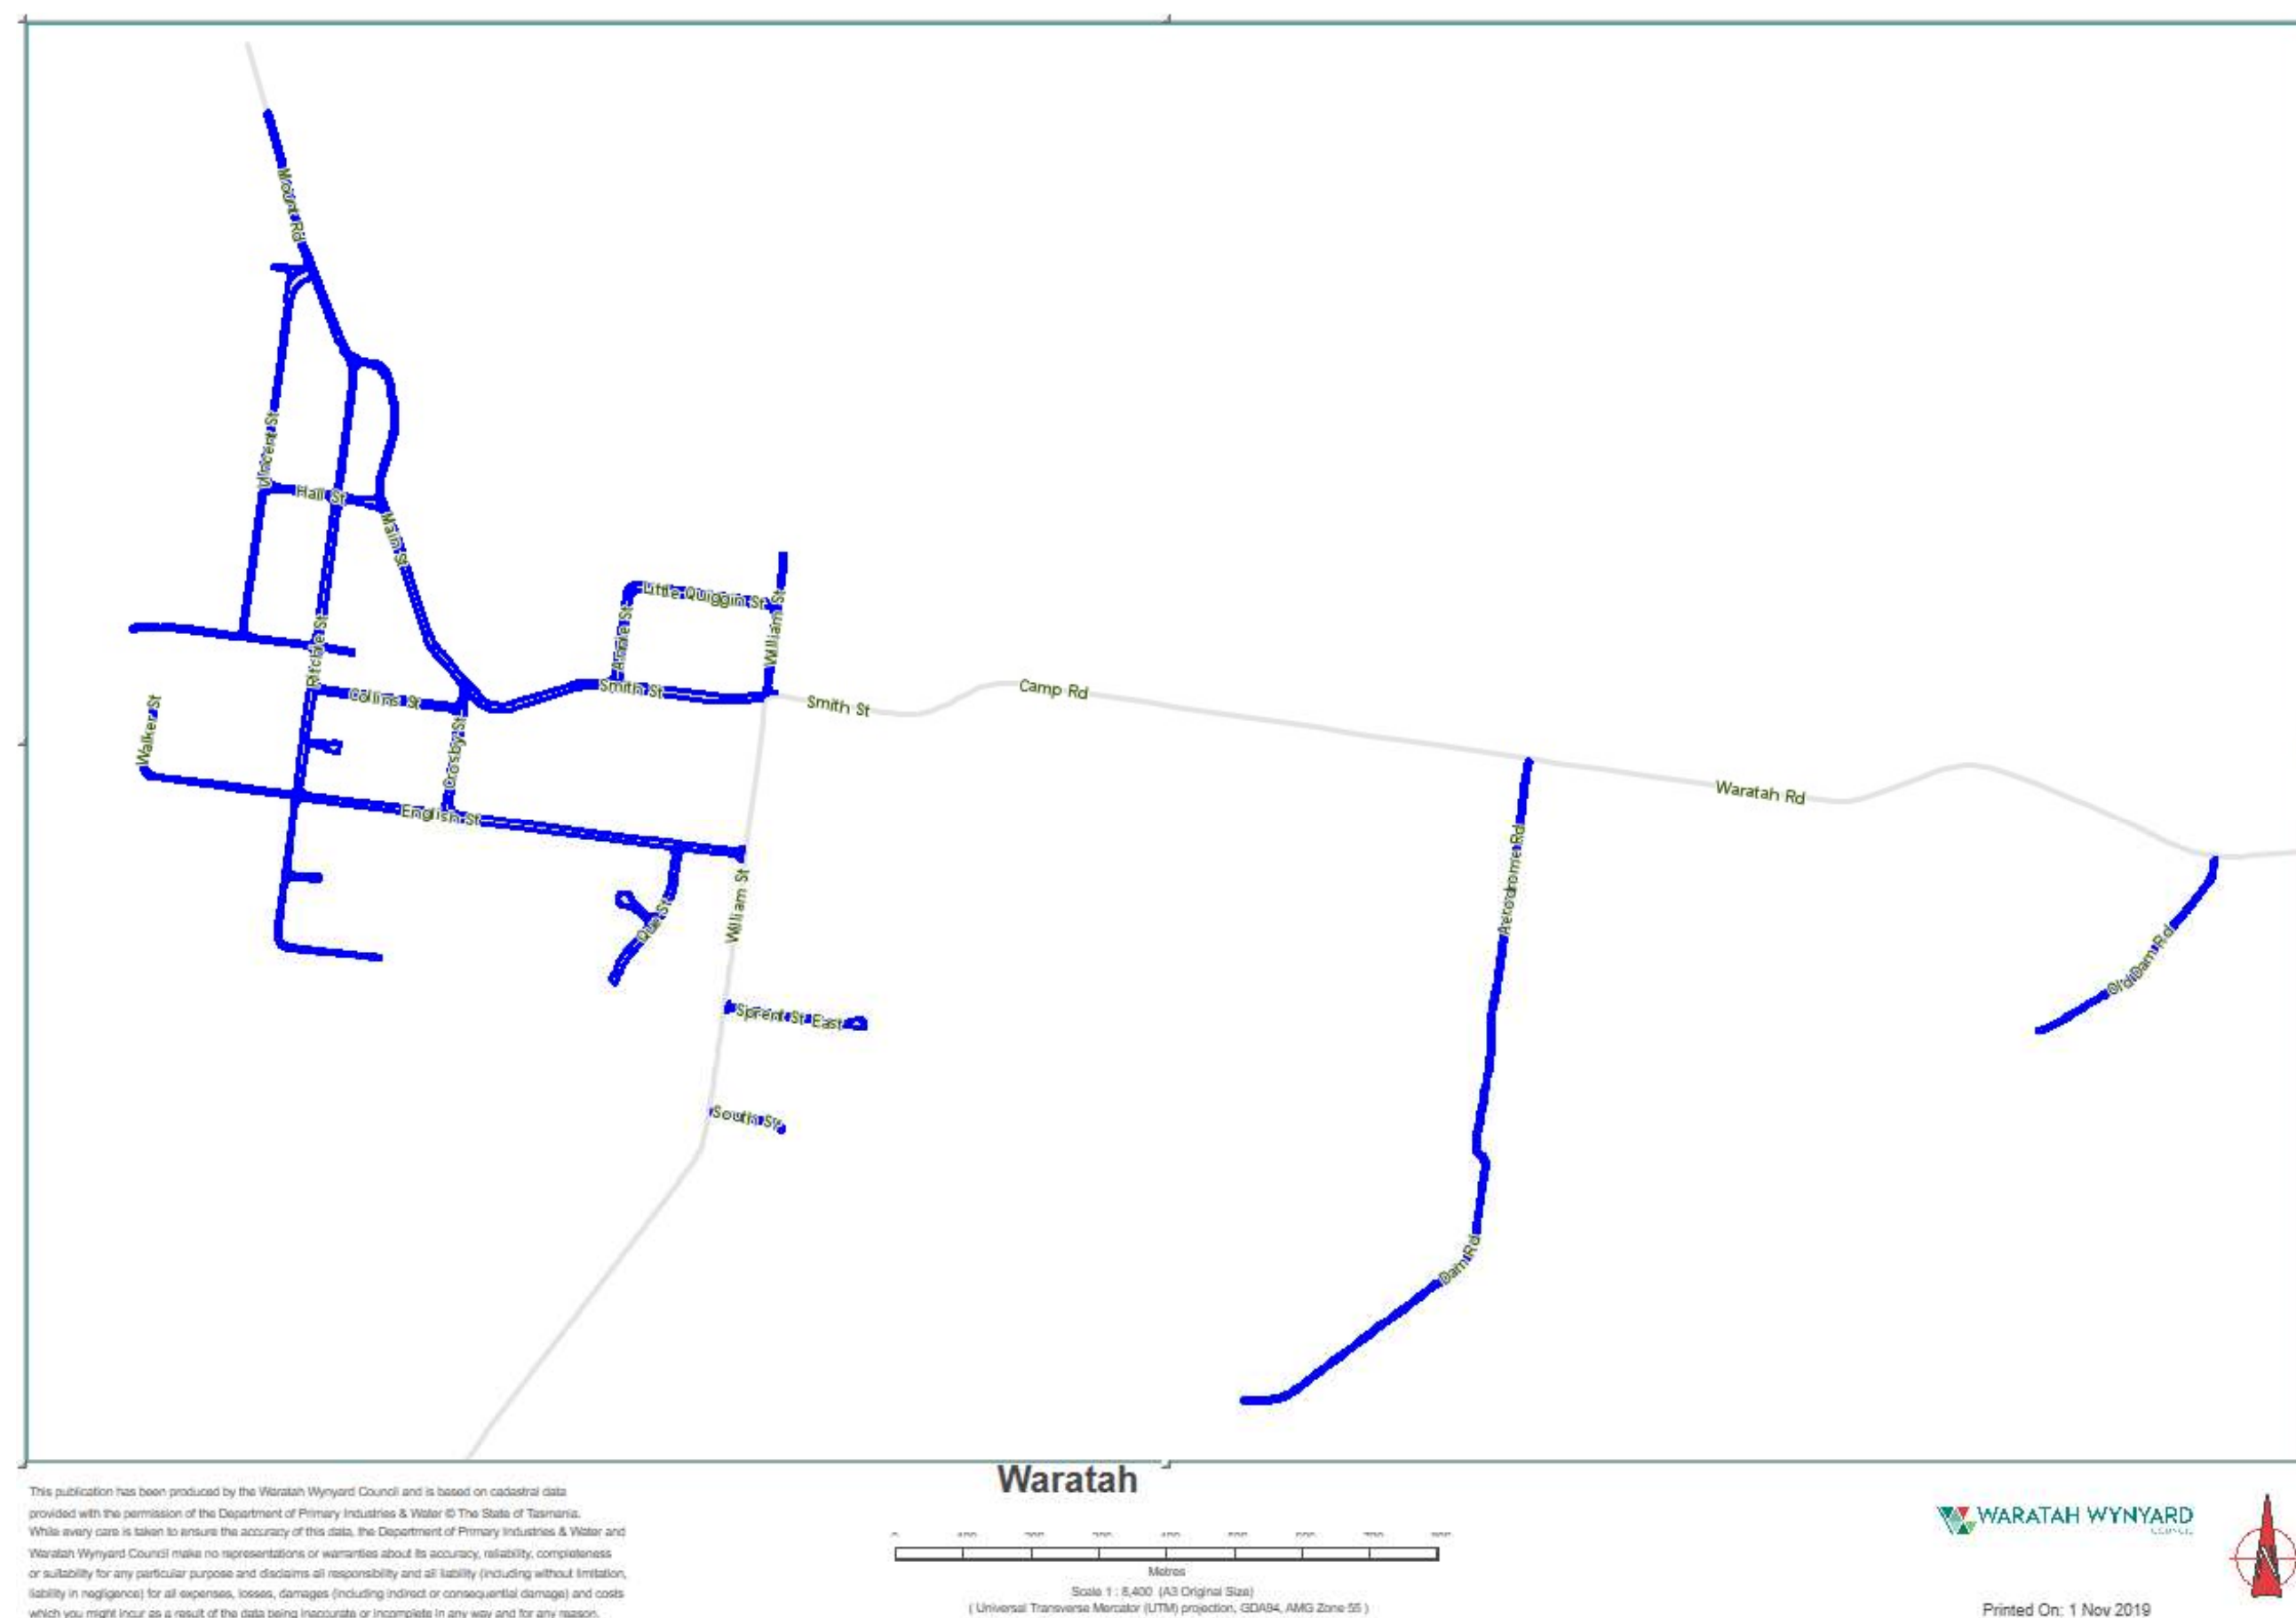 Mount Rd
Vincent St
Hall St
Main St
Little Quiggin St
William St
Annie St
Ritchie St
Smith St
Collins St
Smith St
Camp Rd
Walker St
Crosby St
Waratah Rd
English St
Aerodrome Rd
William St
Que St
Old Dam Rd
Sprent St East
South St
Dam Rd
Waratah
This publication has been produced by the Waratah Wynyard Council and is based on cadastral data
provided with the permission of the Department of Primary Industries & Water © The State of Tasmania.
While every care is taken to ensure the accuracy of this data, the Department of Primary Industries & Water and
Waratah Wynyard Council make no representations or warranties about its accuracy, reliability, completeness
or suitability for any particular purpose and disclaims all responsibility and all liability (including without limitation,
liability in negligence) for all expenses, losses, damages (including indirect or consequential damage) and costs
which you might incur as a result of the data being inaccurate or incomplete in any way and for any reason.
Metres
Scale 1 : 8,400 (A3 Original Size)
( Universal Transverse Mercator (UTM) projection, GDA94, AMG Zone 55 )
WARATAH WYNYARD
COUNCIL
N
Printed On: 1 Nov 2019